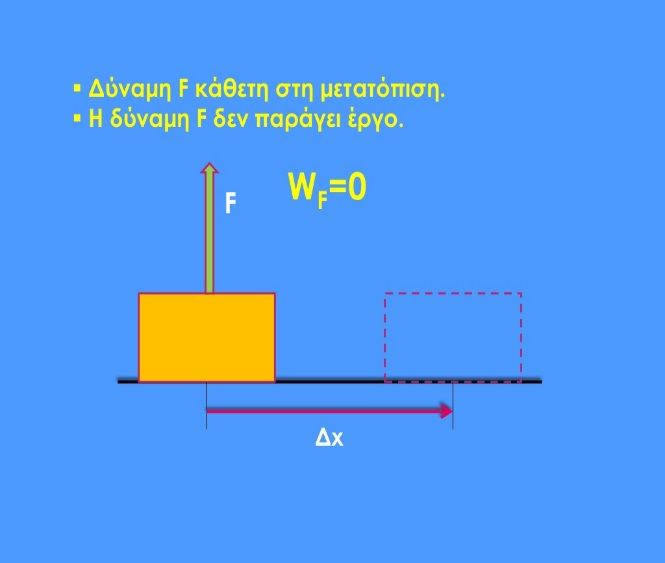 ▪ Δύναμη F κάθετη στη μετατόπιση.
▪ Η δύναμη F δεν παράγει έργο.
W_F=0
F
Δx